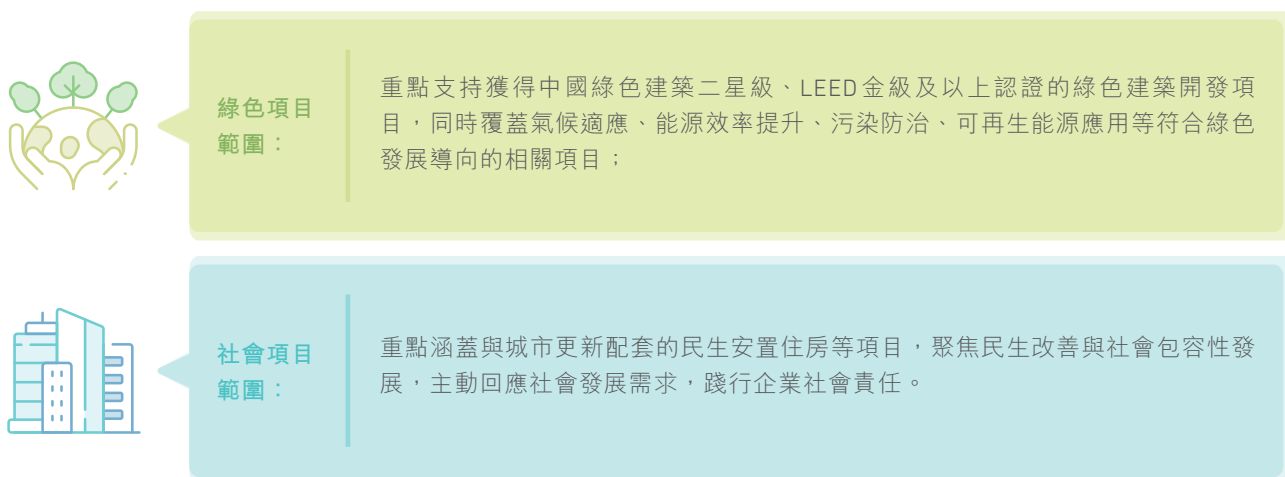 綠色項目
範圍：
重點支持獲得中國綠色建築二星級、LEED金級及以上認證的綠色建築開發項
目，同時覆蓋氣候適應、能源效率提升、污染防治、可再生能源應用等符合綠色
發展導向的相關項目；
社會項目
範圍：
重點涵蓋與城市更新配套的民生安置住房等項目，聚焦民生改善與社會包容性發
展，主動回應社會發展需求，踐行企業社會責任。